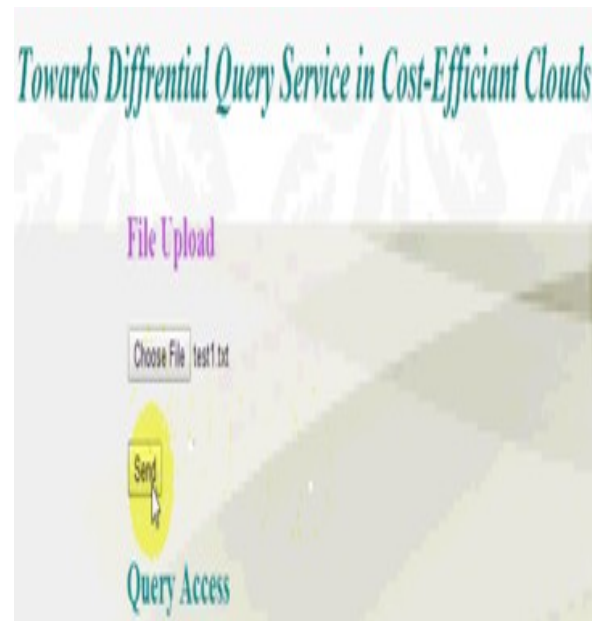 Towards Diffrential Query Service in Cost-Efficiant Clouds
File Upload
Choose File test1.txt
Send
Query Access